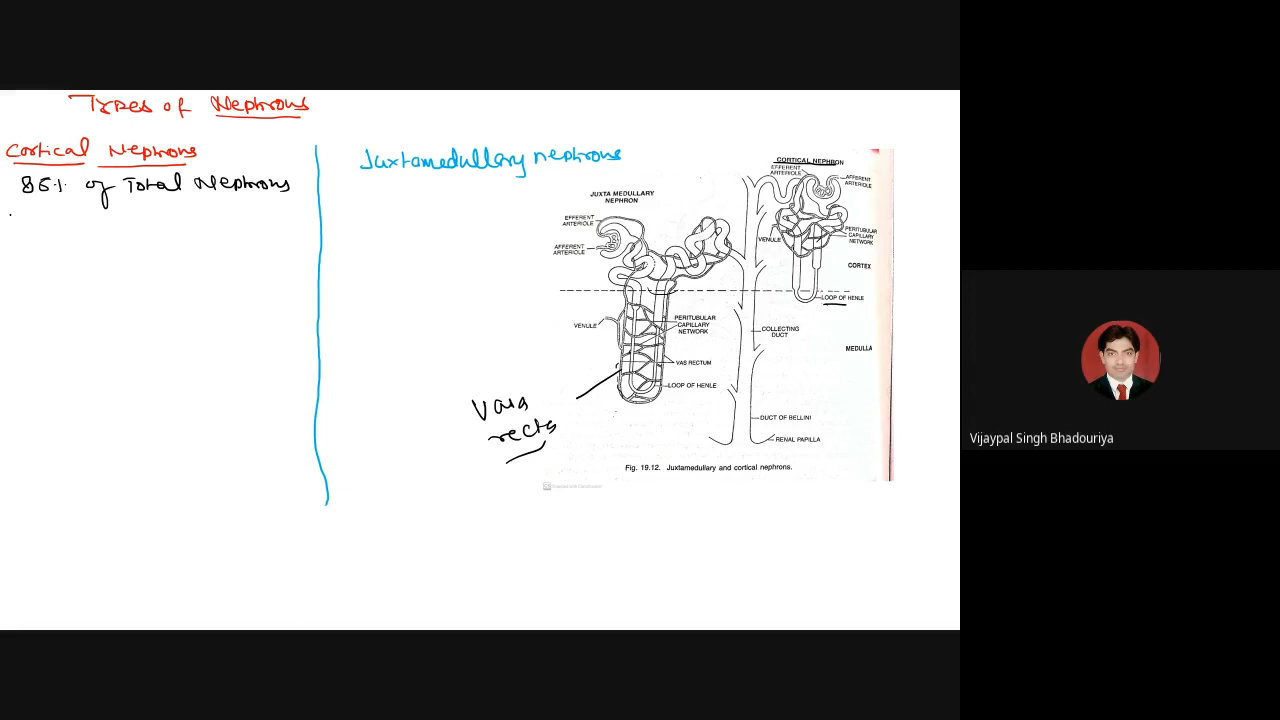 Types of Nephrons
Cortical Nephrons
85% of Total Nephrons
Juxtamedullary nephrons
CORTICAL NEPHRON
EFFERENT
ARTERIOLE
AFFERENT
ARTERIOLE
JUXTA MEDULLARY
NEPHRON
EFFERENT
ARTERIOLE
AFFERENT
ARTERIOLE
VENULE
PERITUBULAR
CAPILLARY
NETWORK
CORTEX
LOOP OF HENLE
VENULE
PERITUBULAR
CAPILLARY
NETWORK
COLLECTING
DUCT
MEDULLA
VAS RECTUM
LOOP OF HENLE
Vasa
recta
DUCT OF BELLINI
RENAL PAPILLA
Fig. 19.12. Juxtamedullary and cortical nephrons.
Vijaypal Singh Bhadouriya